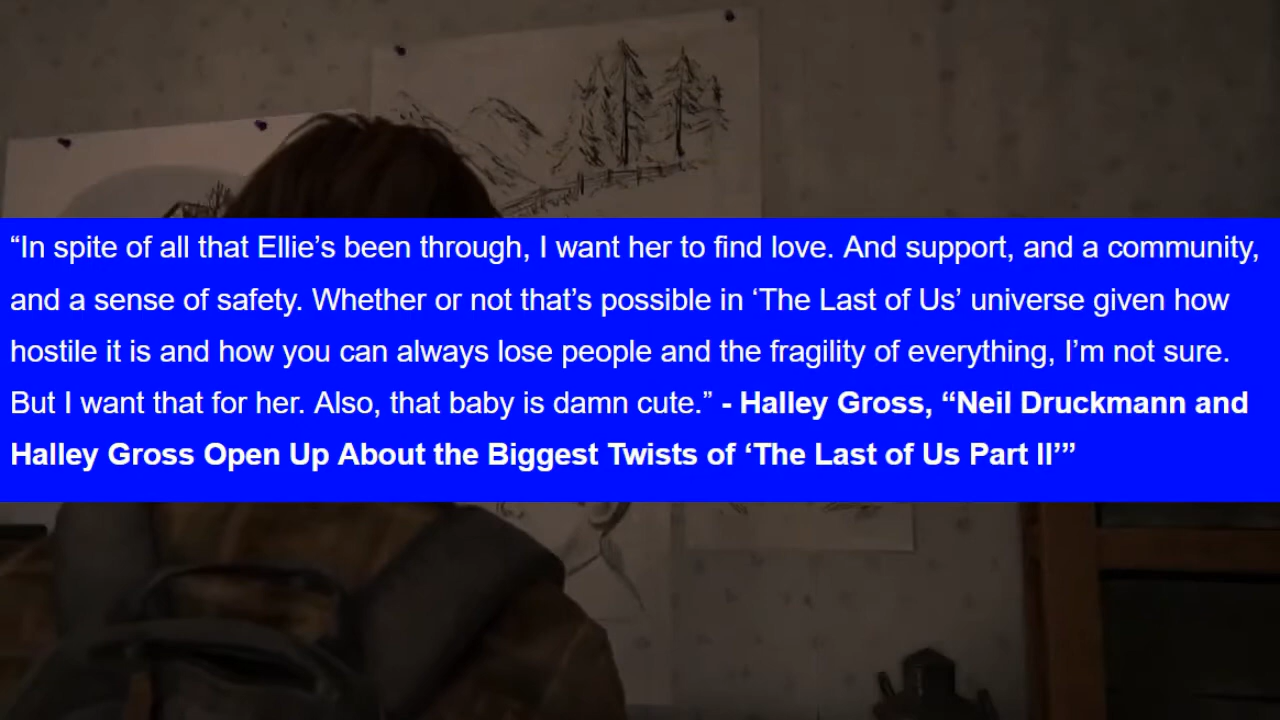 “In spite of all that Ellie’s been through, I want her to find love. And support, and a community,
and a sense of safety. Whether or not that’s possible in ‘The Last of Us’ universe given how
hostile it is and how you can always lose people and the fragility of everything, I’m not sure.
But I want that for her. Also, that baby is damn cute.” - Halley Gross, “Neil Druckmann and
Halley Gross Open Up About the Biggest Twists of ‘The Last of Us Part II’”